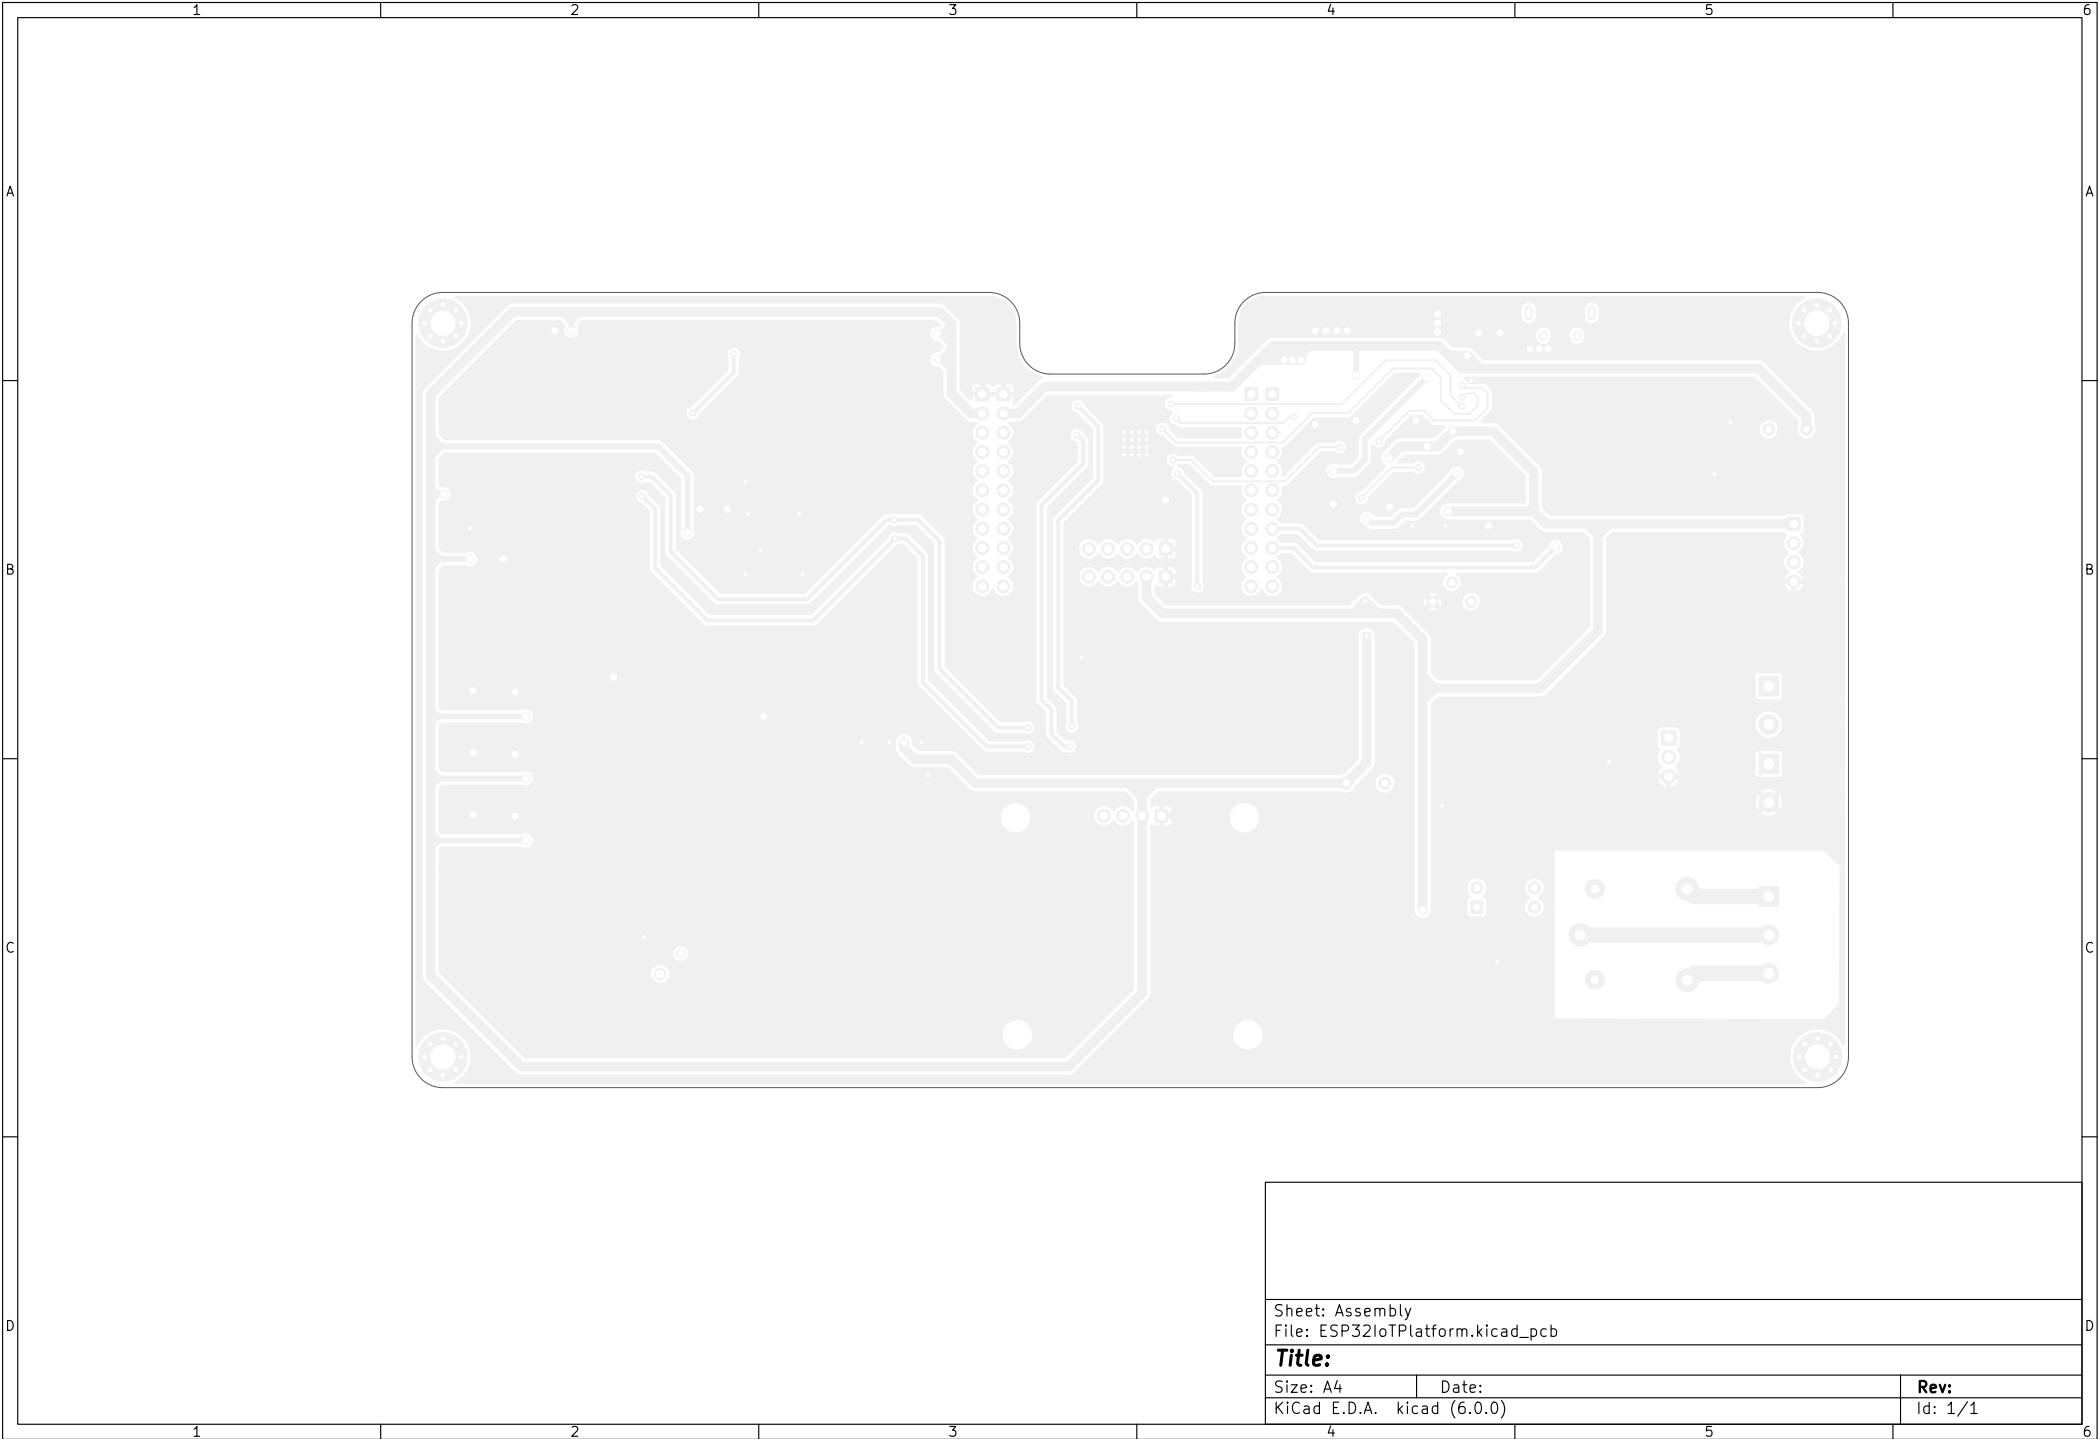 1 2 3 4 5 6
A A
B B
C C
Sheet: Assembly
D File: ESP32IoTPlatform.kicad_pcb D
Title:
Size: A4 Date: Rev:
KiCad E.D.A. kicad (6.0.0) Id: 1/1
1 2 3 4 5 6